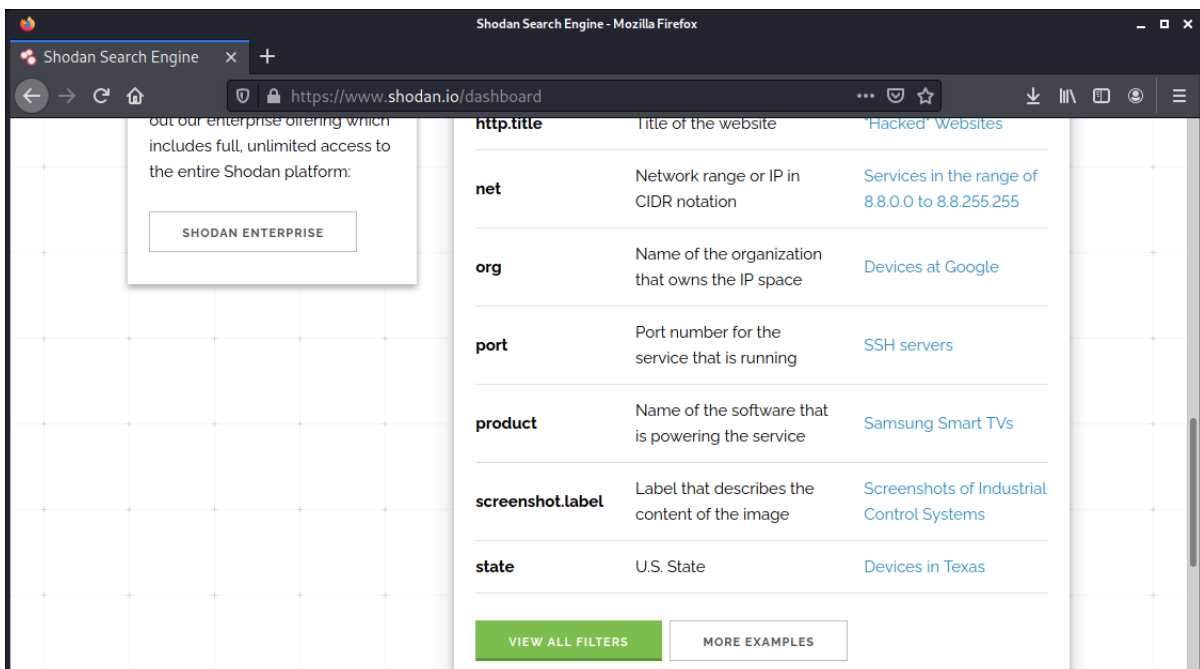 Shodan Search Engine - Mozilla Firefox
Shodan Search Engine
https://www.shodan.io/dashboard
out our enterprise offering which
includes full, unlimited access to
the entire Shodan platform:
SHODAN ENTERPRISE
http.title Title of the website "Hacked" Websites
net Network range or IP in Services in the range of
CIDR notation 8.8.0.0 to 8.8.255.255
org Name of the organization Devices at Google
that owns the IP space
port Port number for the SSH servers
service that is running
product Name of the software that Samsung Smart TVs
is powering the service
screenshot.label Label that describes the Screenshots of Industrial
content of the image Control Systems
state U.S. State Devices in Texas
VIEW ALL FILTERS MORE EXAMPLES